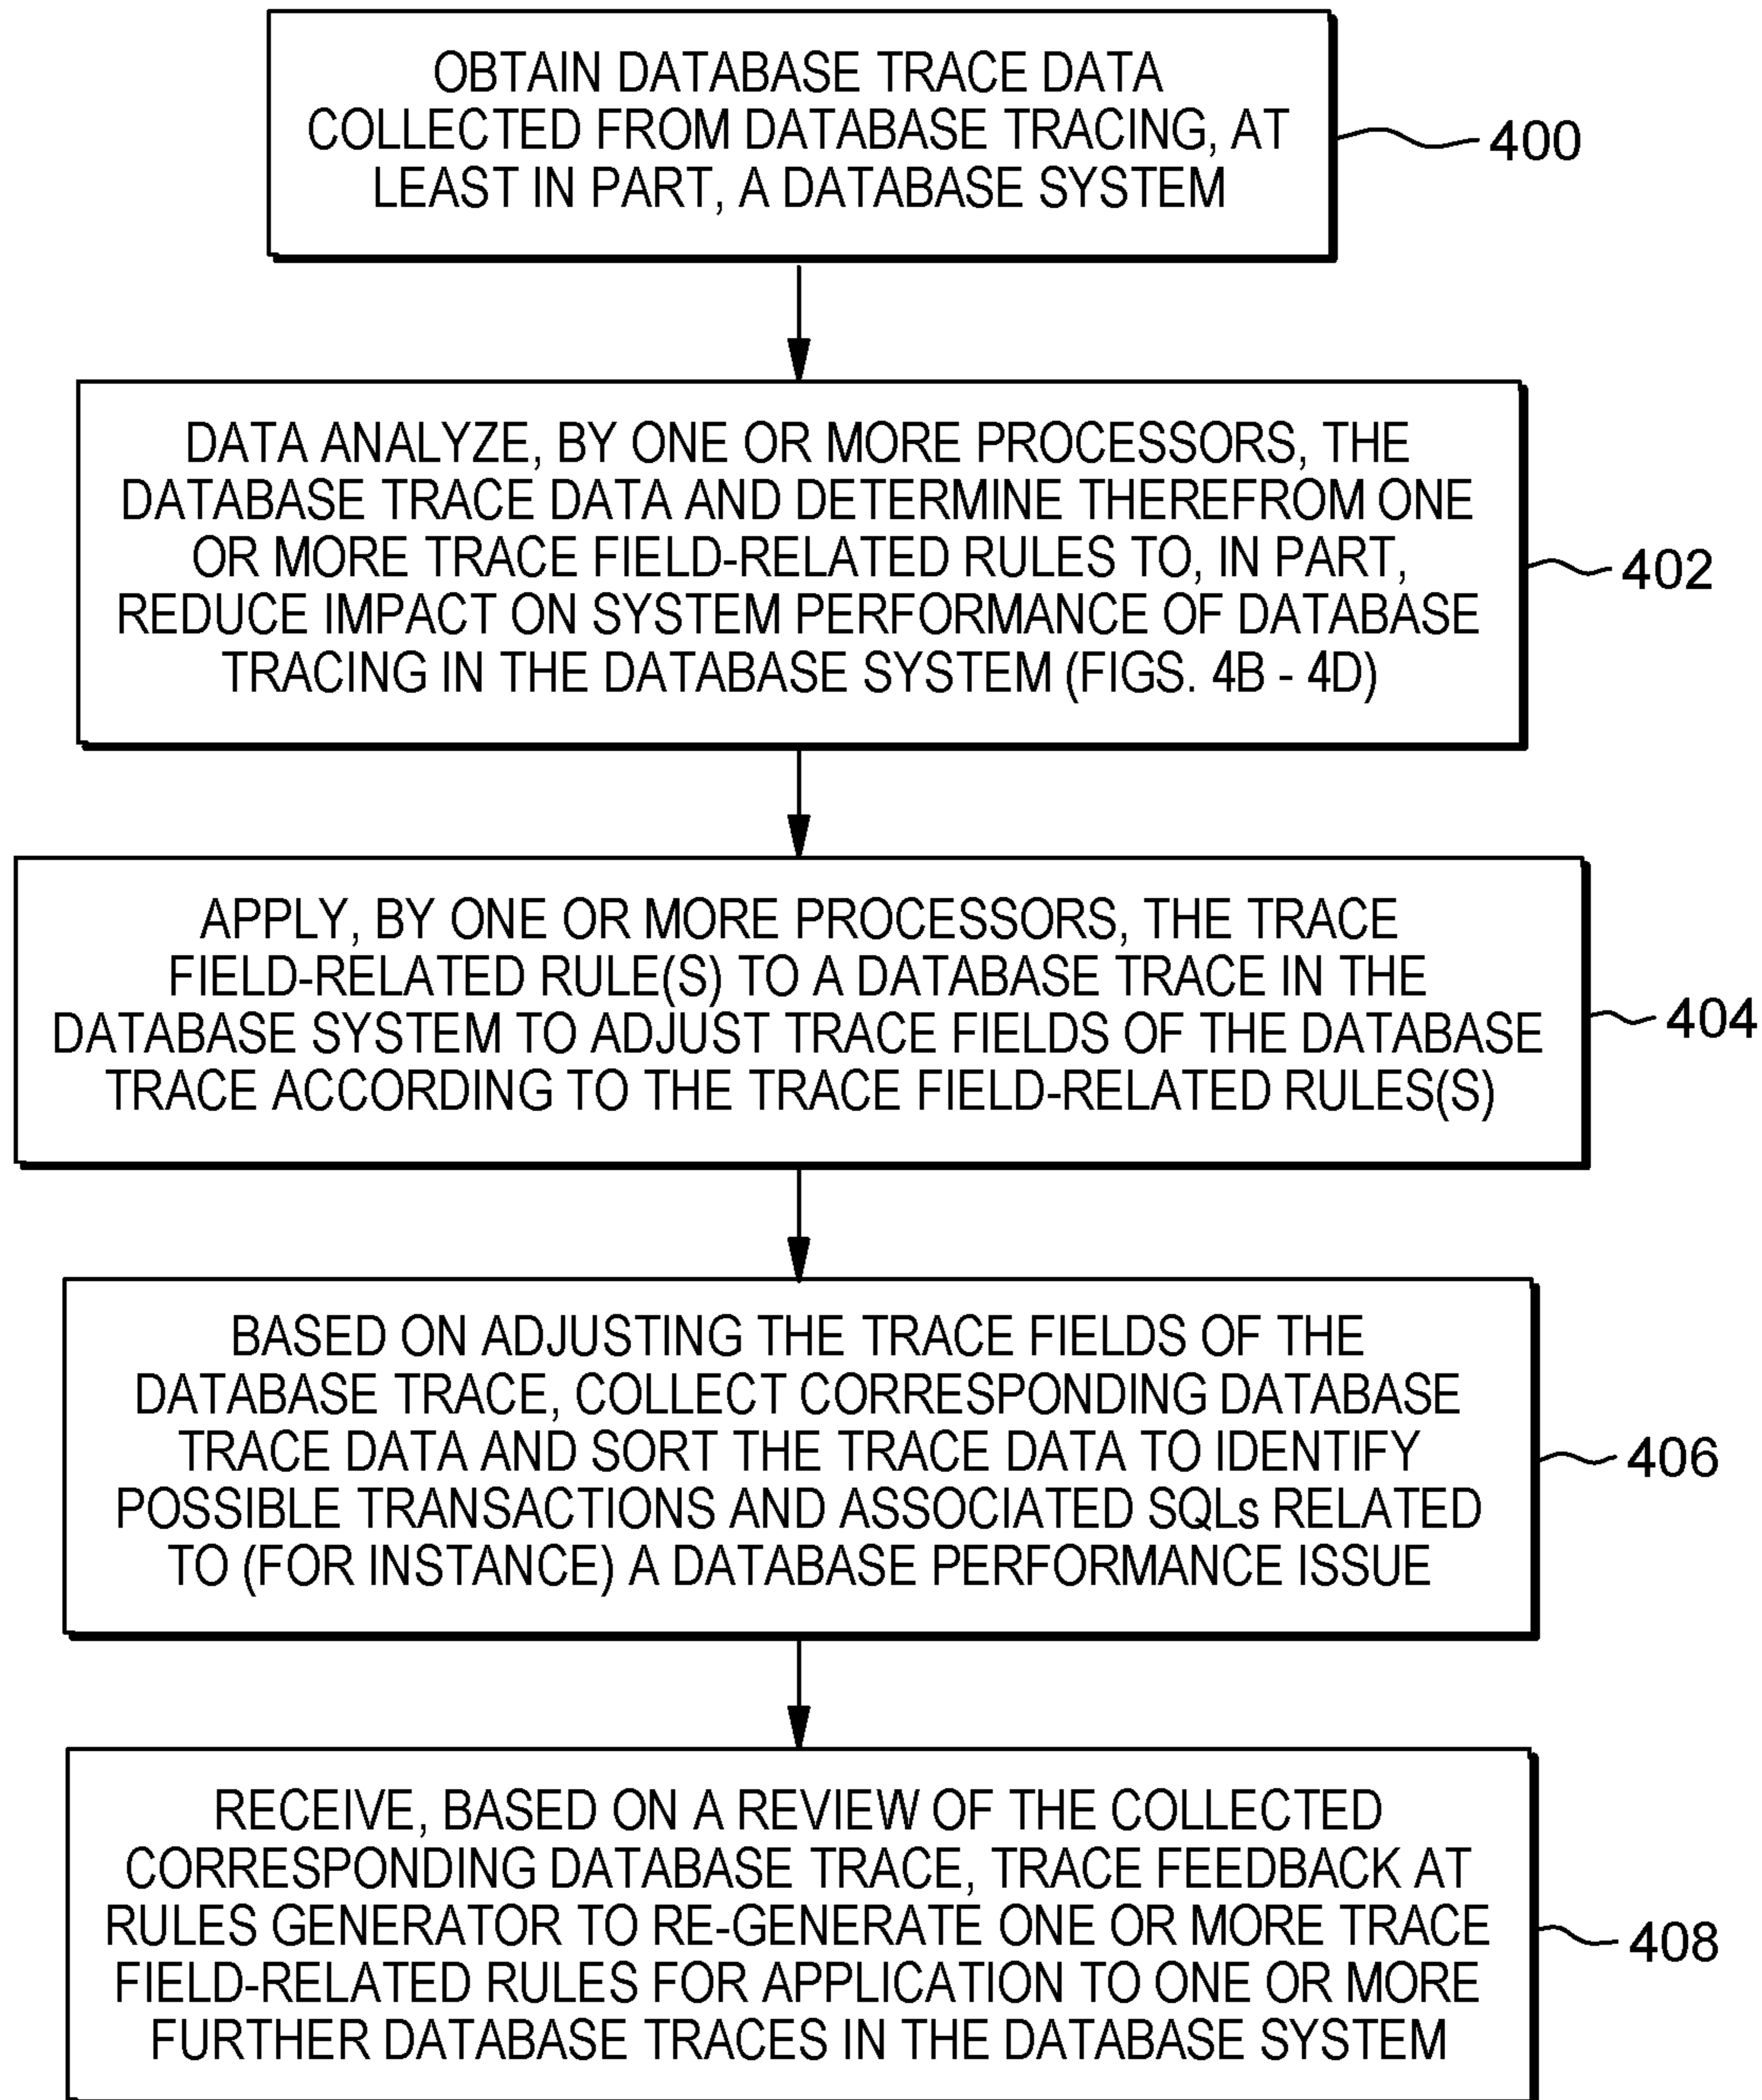 OBTAIN DATABASE TRACE DATA
COLLECTED FROM DATABASE TRACING, AT
LEAST IN PART, A DATABASE SYSTEM
400
DATA ANALYZE, BY ONE OR MORE PROCESSORS, THE
DATABASE TRACE DATA AND DETERMINE THEREFROM ONE
OR MORE TRACE FIELD-RELATED RULES TO, IN PART,
REDUCE IMPACT ON SYSTEM PERFORMANCE OF DATABASE
TRACING IN THE DATABASE SYSTEM (FIGS. 4B - 4D)
402
APPLY, BY ONE OR MORE PROCESSORS, THE TRACE
FIELD-RELATED RULE(S) TO A DATABASE TRACE IN THE
DATABASE SYSTEM TO ADJUST TRACE FIELDS OF THE DATABASE
TRACE ACCORDING TO THE TRACE FIELD-RELATED RULES(S)
404
BASED ON ADJUSTING THE TRACE FIELDS OF THE
DATABASE TRACE, COLLECT CORRESPONDING DATABASE
TRACE DATA AND SORT THE TRACE DATA TO IDENTIFY
POSSIBLE TRANSACTIONS AND ASSOCIATED SQLs RELATED
TO (FOR INSTANCE) A DATABASE PERFORMANCE ISSUE
406
RECEIVE, BASED ON A REVIEW OF THE COLLECTED
CORRESPONDING DATABASE TRACE, TRACE FEEDBACK AT
RULES GENERATOR TO RE-GENERATE ONE OR MORE TRACE
FIELD-RELATED RULES FOR APPLICATION TO ONE OR MORE
FURTHER DATABASE TRACES IN THE DATABASE SYSTEM
408